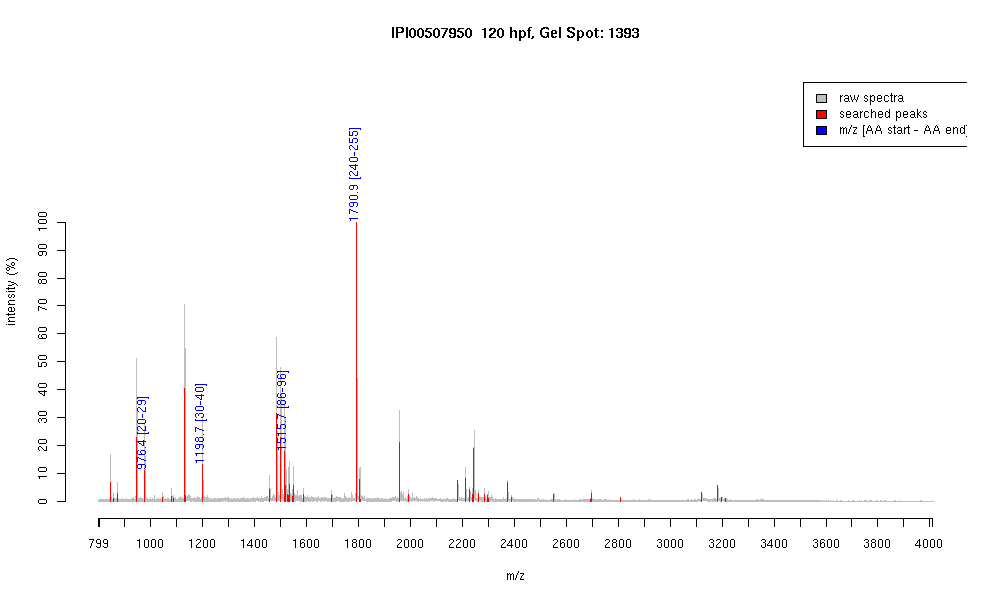 IPI00507950 120 hpf, Gel Spot: 1393
raw spectra
searched peaks
m/z [AA start - AA end]
1790.9 [240-255]
976.4 [20-29]
1198.7 [30-40]
1515.7 [86-96]
intensity (%)
100
90
80
70
60
50
40
30
20
10
0
799 1000 1200 1400 1600 1800 2000 2200 2400 2600 2800 3000 3200 3400 3600 3800 4000
m/z